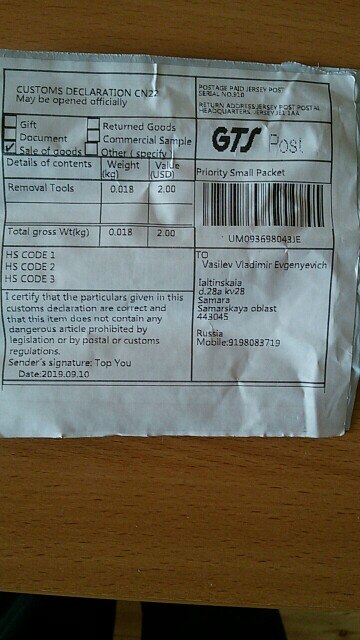 CUSTOMS DECLARATION CN22
May be opened officially
POSTAGE PAID JERSEY POST
SERIAL NO.910
RETURN ADDRESS:JERSEY POST POSTAL
HEADQUARTERS, JERSEY JE1 1AA
Gift
Returned Goods
Document
Commercial Sample
Sale of goods
Other ( specify )
GTS Post
Details of contents
Weight
(kg)
Value
(USD)
Removal Tools
0.018
2.00
Total gross Wt(kg)
0.018
2.00
Priority Small Packet
UM093698043JE
HS CODE 1
HS CODE 2
HS CODE 3
I certify that the particulars given in this
customs declaration are correct and
that this item does not contain any
dangerous article prohibited by
legislation or by postal or customs
regulations.
Sender's signature: Top You
Date:2019.09.10
TO
Vasilev Vladimir Evgenyevich
Ialtinskaia
d.28a kv2B
Samara
Samarskaya oblast
443045
Russia
Mobile:9198083719